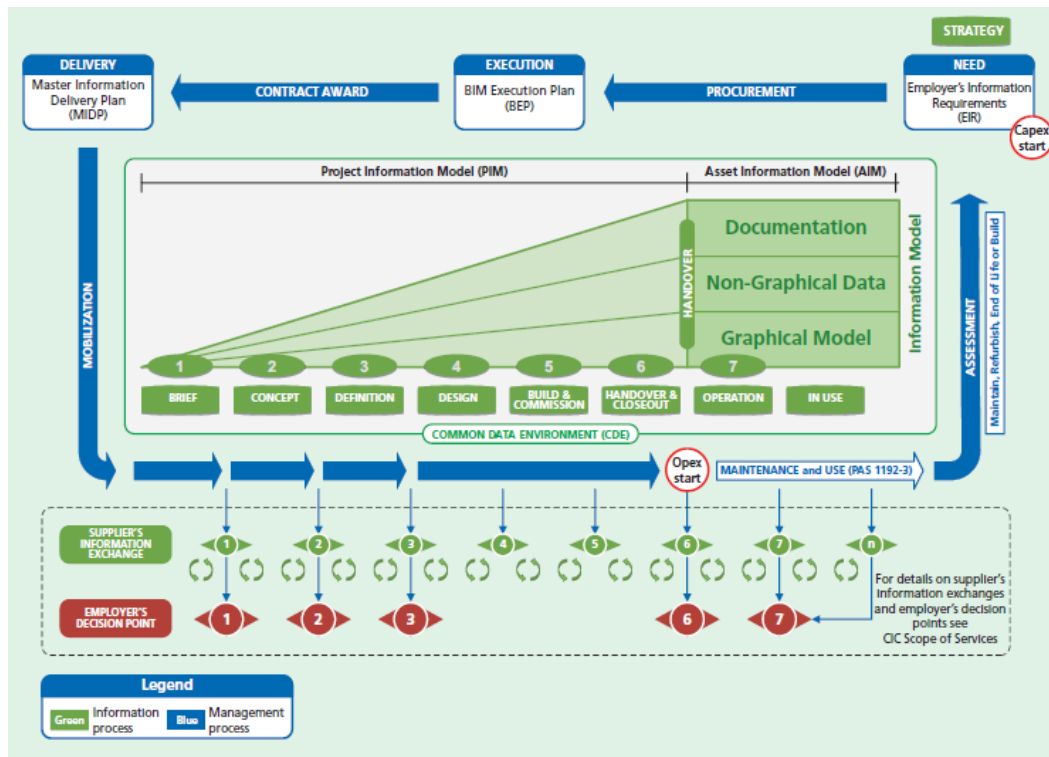 STRATEGY
DELIVERY
Master Information
Delivery Plan
(MIDP)
CONTRACT AWARD
EXECUTION
BIM Execution Plan
(BEP)
PROCUREMENT
NEED
Employer's Information
Requirements
(EIR)
Capex
start
Project Information Model (PIM)
Asset Information Model (AIM)
MOBILIZATION
HANDOVER
Documentation
Non-Graphical Data
Graphical Model
Information Model
ASSESSMENT
Maintain, Refurbish, End of Life or Build
1
2
3
4
5
6
7
BRIEF
CONCEPT
DEFINITION
DESIGN
BUILD &
COMMISSION
HANDOVER &
CLOSEOUT
OPERATION
IN USE
COMMON DATA ENVIRONMENT (CDE)
Opex
start
MAINTENANCE and USE (PAS 1192-3)
SUPPLIER'S
INFORMATION
EXCHANGE
1
2
3
4
5
6
7
n
For details on supplier's
information exchanges
and employer's decision
points see
CIC Scope of Services
EMPLOYER'S
DECISION POINT
1
2
3
6
7
Legend
Green
Information
process
Blue
Management
process